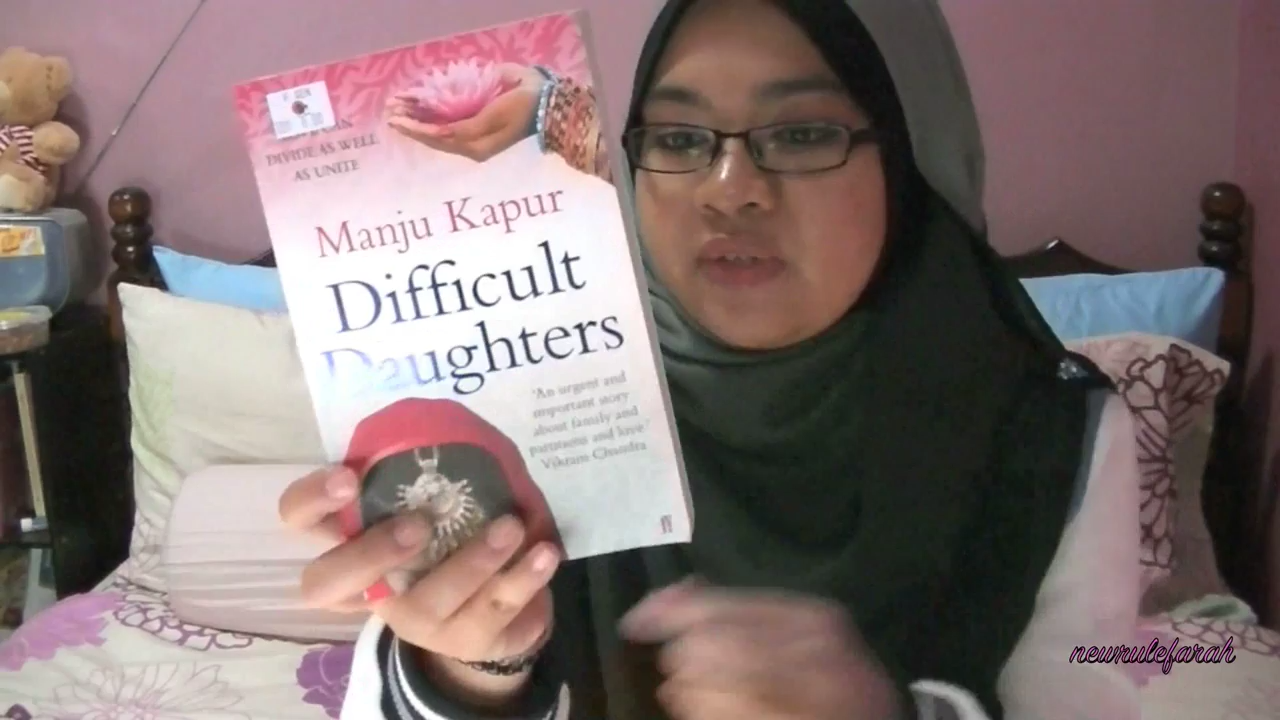 DIVIDE AS WELL
AS UNITE
Manju Kapur
Difficult
Daughters
'An urgent and
important story
about family and
partitions and love.'
Vikram Chandra
ff
newrulefarah